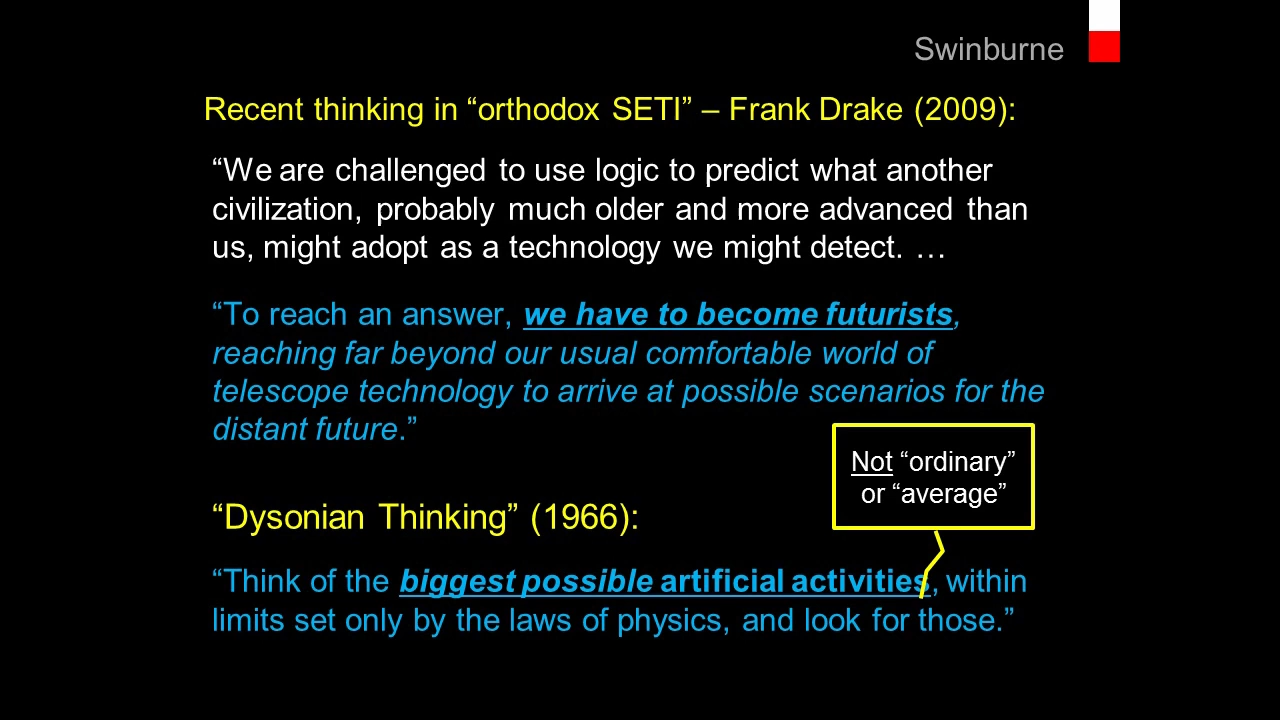 Swinburne
Recent thinking in “orthodox SETI” – Frank Drake (2009):
“We are challenged to use logic to predict what another
civilization, probably much older and more advanced than
us, might adopt as a technology we might detect. …
“To reach an answer, we have to become futurists,
reaching far beyond our usual comfortable world of
telescope technology to arrive at possible scenarios for the
distant future.”
Not “ordinary”
or “average”
“Dysonian Thinking” (1966):
“Think of the biggest possible artificial activities, within
limits set only by the laws of physics, and look for those.”